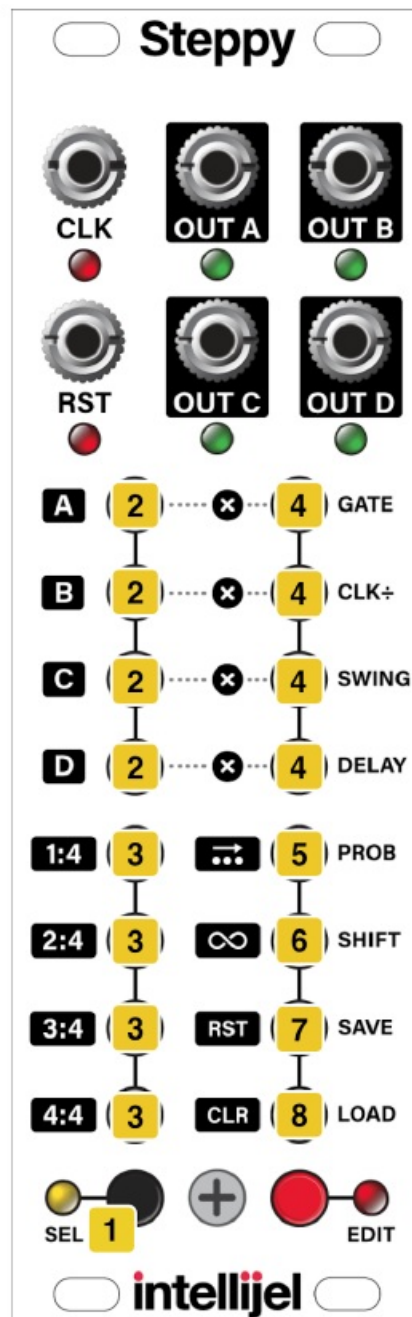 Steppy
CLK OUT A OUT B
RST OUT C OUT D
A 2 4 GATE
B 2 4 CLK÷
C 2 4 SWING
D 2 4 DELAY
1:4 3 5 PROB
2:4 3 ∞ 6 SHIFT
3:4 3 RST 7 SAVE
4:4 3 CLR 8 LOAD
SEL 1 EDIT
intellijel